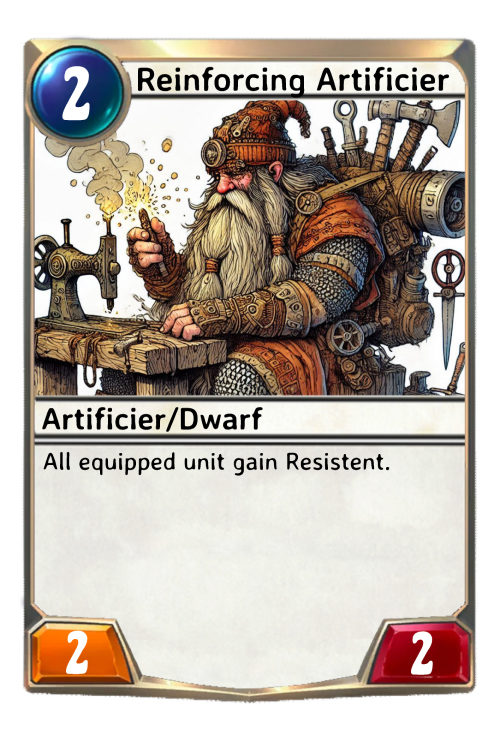 2
Reinforcing Artificier
Artificier/Dwarf
All equipped unit gain Resistent.
2
2